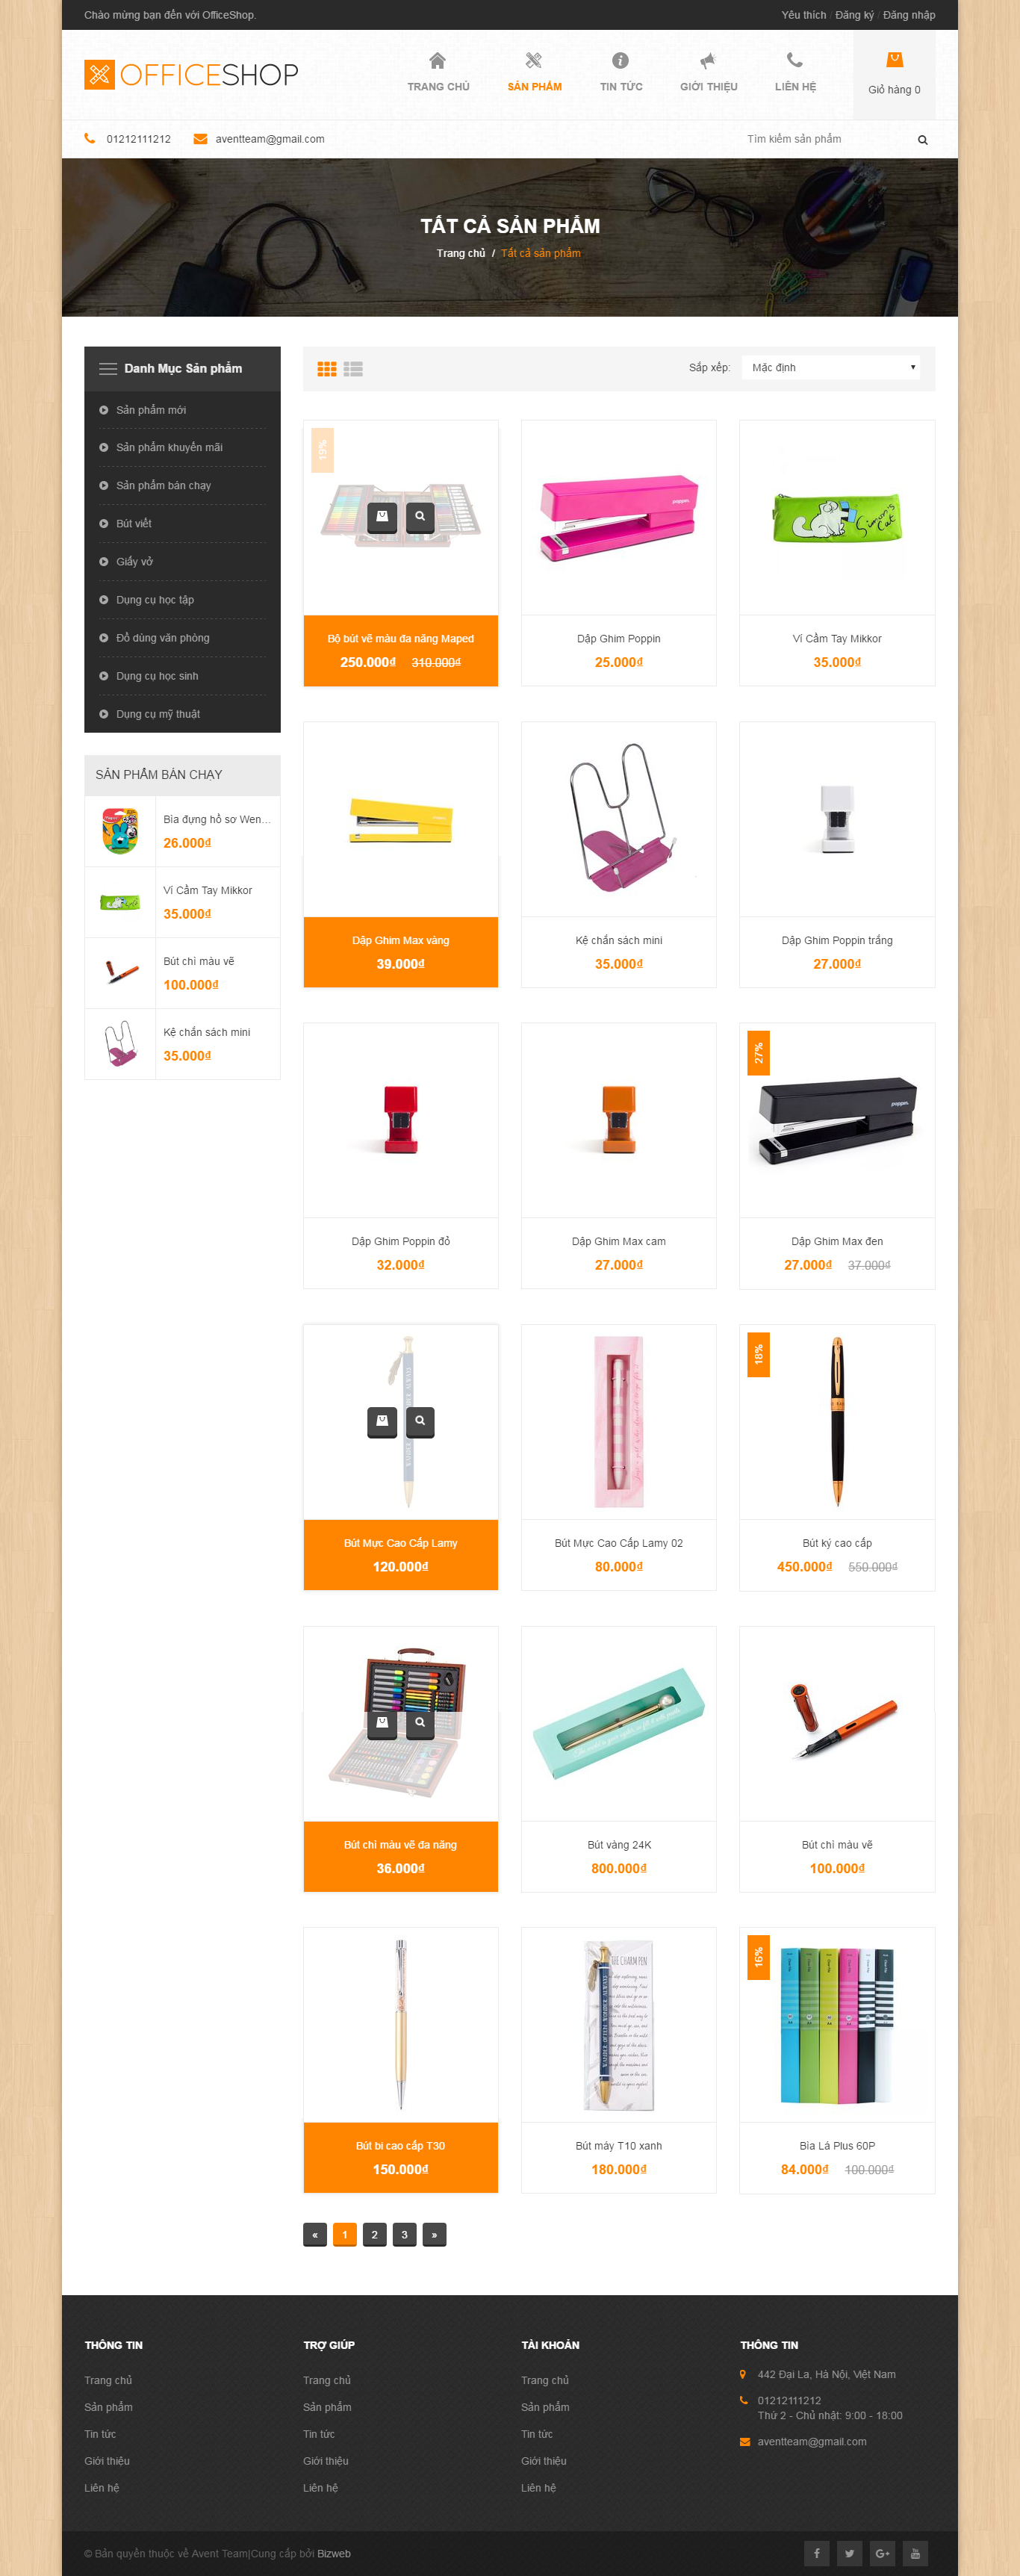 Chào mừng bạn đến với OfficeShop.
Yêu thích / Đăng ký / Đăng nhập
OFFICESHOP
TRANG CHỦ
SẢN PHẨM
TIN TỨC
GIỚI THIỆU
LIÊN HỆ
Giỏ hàng 0
01212111212
aventteam@gmail.com
Tìm kiếm sản phẩm
TẤT CẢ SẢN PHẨM
Trang chủ / Tất cả sản phẩm
Danh Mục Sản phẩm
Sản phẩm mới
Sản phẩm khuyến mãi
Sản phẩm bán chạy
Bút viết
Giấy vở
Dụng cụ học tập
Đồ dùng văn phòng
Dụng cụ học sinh
Dụng cụ mỹ thuật
SẢN PHẨM BÁN CHẠY
Bìa đựng hồ sơ Wen...
26.000₫
Ví Cầm Tay Mikkor
35.000₫
Bút chì màu vẽ
100.000₫
Kệ chắn sách mini
35.000₫
Sắp xếp:
Mặc định
19%
Bộ bút vẽ màu đa năng Maped
250.000₫ 310.000₫
poppin.
Dập Ghim Poppin
25.000₫
Simon's Cat
Ví Cầm Tay Mikkor
35.000₫
Dập Ghim Max vàng
39.000₫
Kệ chắn sách mini
35.000₫
Dập Ghim Poppin trắng
27.000₫
Dập Ghim Poppin đỏ
32.000₫
Dập Ghim Max cam
27.000₫
27%
poppin.
Dập Ghim Max đen
27.000₫ 37.000₫
Bút Mực Cao Cấp Lamy
120.000₫
Bút Mực Cao Cấp Lamy 02
80.000₫
18%
Bút ký cao cấp
450.000₫ 550.000₫
Bút chì màu vẽ đa năng
36.000₫
Bút vàng 24K
800.000₫
Bút chì màu vẽ
100.000₫
Bút bi cao cấp T30
150.000₫
THE CHARM PEN
Bút máy T10 xanh
180.000₫
16%
Bìa Lá Plus 60P
84.000₫ 100.000₫
« 1 2 3 »
THÔNG TIN
Trang chủ
Sản phẩm
Tin tức
Giới thiệu
Liên hệ
TRỢ GIÚP
Trang chủ
Sản phẩm
Tin tức
Giới thiệu
Liên hệ
TÀI KHOẢN
Trang chủ
Sản phẩm
Tin tức
Giới thiệu
Liên hệ
THÔNG TIN
442 Đại La, Hà Nội, Việt Nam
01212111212
Thứ 2 - Chủ nhật: 9:00 - 18:00
aventteam@gmail.com
© Bản quyền thuộc về Avent Team|Cung cấp bởi Bizweb